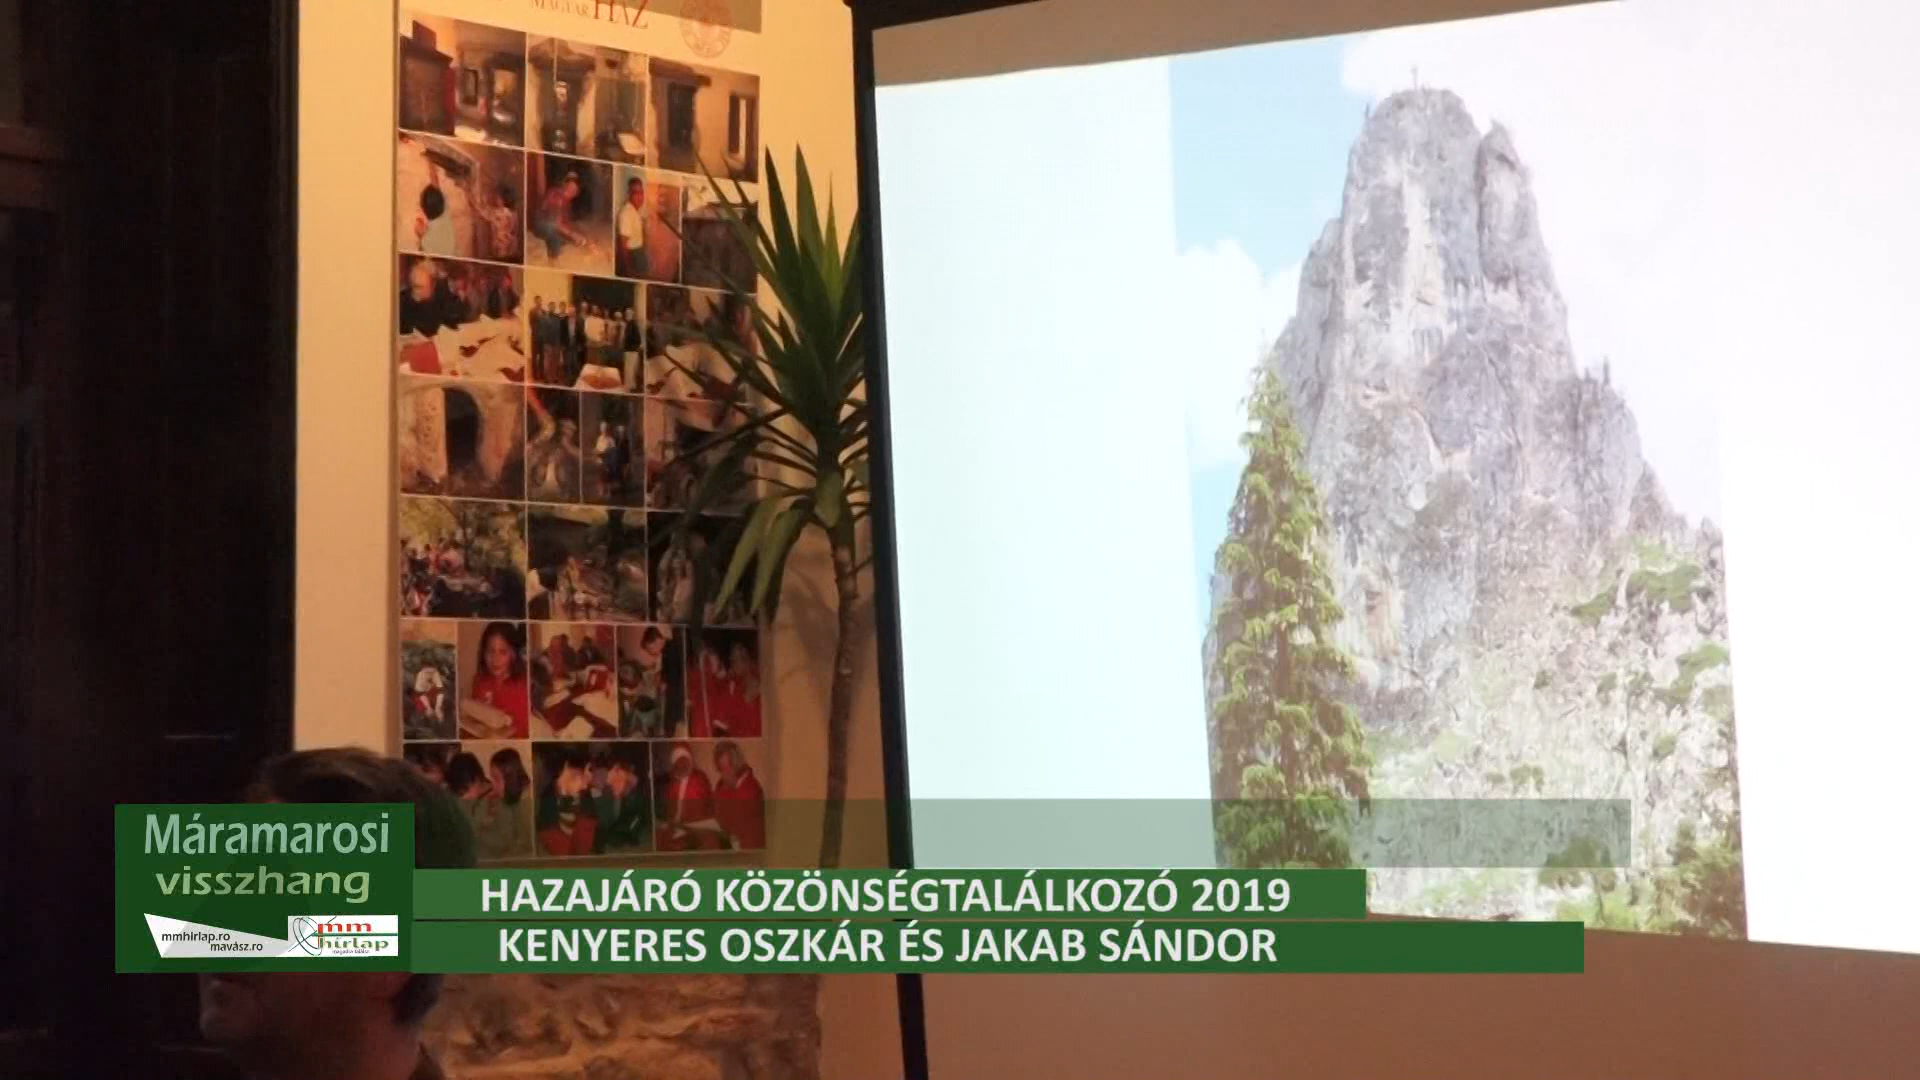 MAGYAR HÁZ
Máramarosi
visszhang
mmhirlap.ro
mavász.ro
mm
hírlap
HAZAJÁRÓ KÖZÖNSÉGTALÁLKOZÓ 2019
KENYERES OSZKÁR ÉS JAKAB SÁNDOR